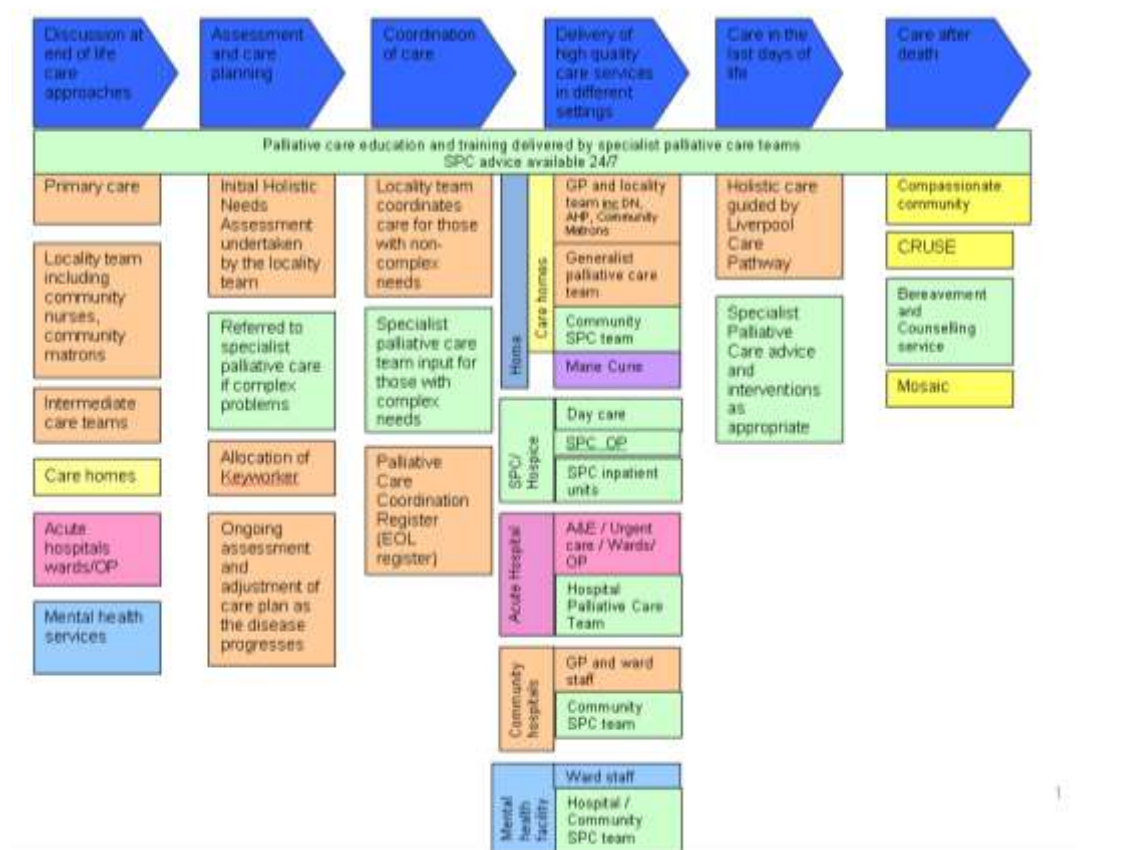 Discussion at
end of life
care
approaches
Assessment
and care
planning
Coordination
of care
Delivery of
high quality
care services
in different
settings
Care in the
last days of
life
Care after
death
Palliative care education and training delivered by specialist palliative care teams
SPC advice available 24/7
Primary care
Locality team
including
community
nurses,
community
matrons
Intermediate
care teams
Care homes
Acute
hospitals
wards/OP
Mental health
services
Initial Holistic
Needs
Assessment
undertaken
by the locality
team
Referred to
specialist
palliative care
if complex
problems
Allocation of
Keyworker
Ongoing
assessment
and
adjustment of
care plan as
the disease
progresses
Locality team
coordinates
care for those
with non-
complex
needs
Specialist
palliative care
team input for
those with
complex
needs
Palliative
Care
Coordination
Register
(EOL
register)
Home
Care homes
GP and locality
team inc DN,
AHP, Community
Matrons
Generalist
palliative care
team
Community
SPC team
Marie Curie
SPC/
Hospice
Day care
SPC OP
SPC inpatient
units
Acute Hospital
A&E / Urgent
care / Wards/
OP
Hospital
Palliative Care
Team
Community
hospitals
GP and ward
staff
Community
SPC team
Mental
health
facility
Ward staff
Hospital /
Community
SPC team
Holistic care
guided by
Liverpool
Care
Pathway
Specialist
Palliative
Care advice
and
interventions
as
appropriate
Compassionate
community
CRUSE
Bereavement
and
Counselling
service
Mosaic
1